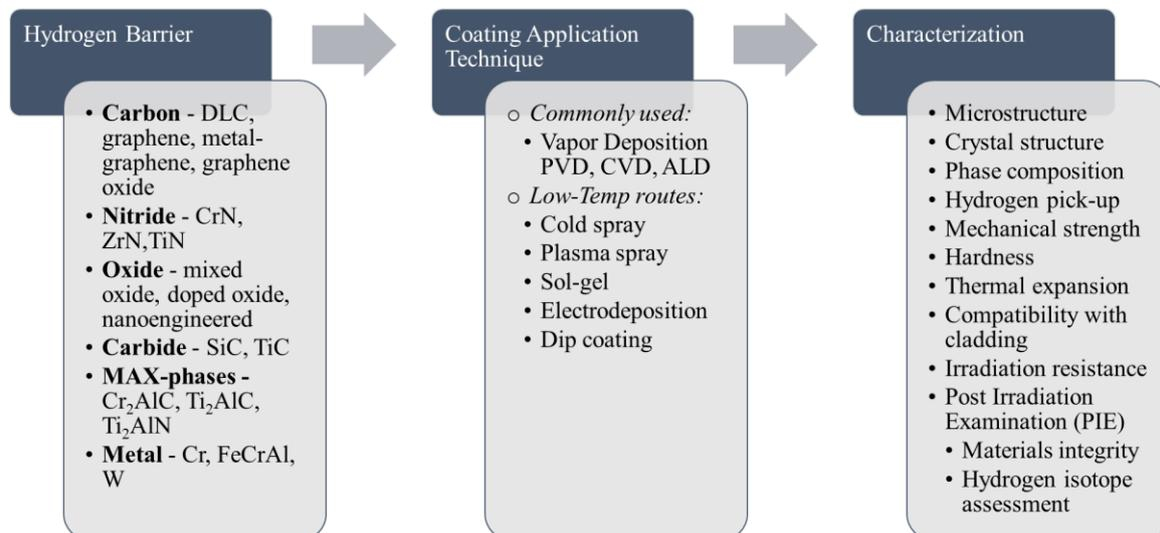 Hydrogen Barrier
• Carbon - DLC,
graphene, metal-
graphene, graphene
oxide
• Nitride - CrN,
ZrN,TiN
• Oxide - mixed
oxide, doped oxide,
nanoengineered
• Carbide - SiC, TiC
• MAX-phases -
Cr₂AlC, Ti₂AlC,
Ti₂AlN
• Metal - Cr, FeCrAl,
W
Coating Application
Technique
○ Commonly used:
• Vapor Deposition
PVD, CVD, ALD
○ Low-Temp routes:
• Cold spray
• Plasma spray
• Sol-gel
• Electrodeposition
• Dip coating
Characterization
• Microstructure
• Crystal structure
• Phase composition
• Hydrogen pick-up
• Mechanical strength
• Hardness
• Thermal expansion
• Compatibility with
cladding
• Irradiation resistance
• Post Irradiation
Examination (PIE)
• Materials integrity
• Hydrogen isotope
assessment